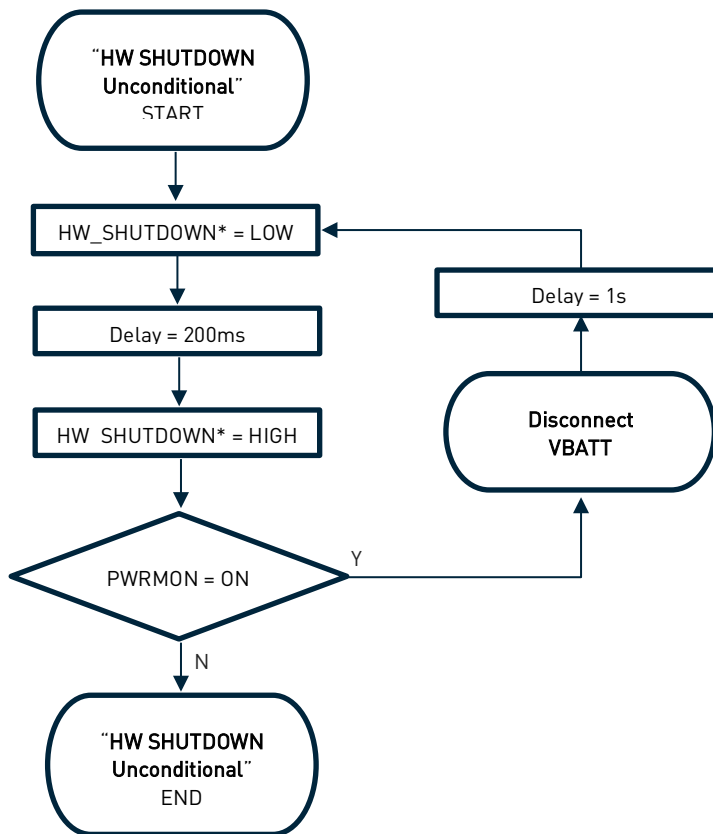 "HW SHUTDOWN
Unconditional"
START
HW_SHUTDOWN* = LOW
Delay = 200ms
HW SHUTDOWN* = HIGH
PWRMON = ON
Y
N
Delay = 1s
Disconnect
VBATT
"HW SHUTDOWN
Unconditional"
END